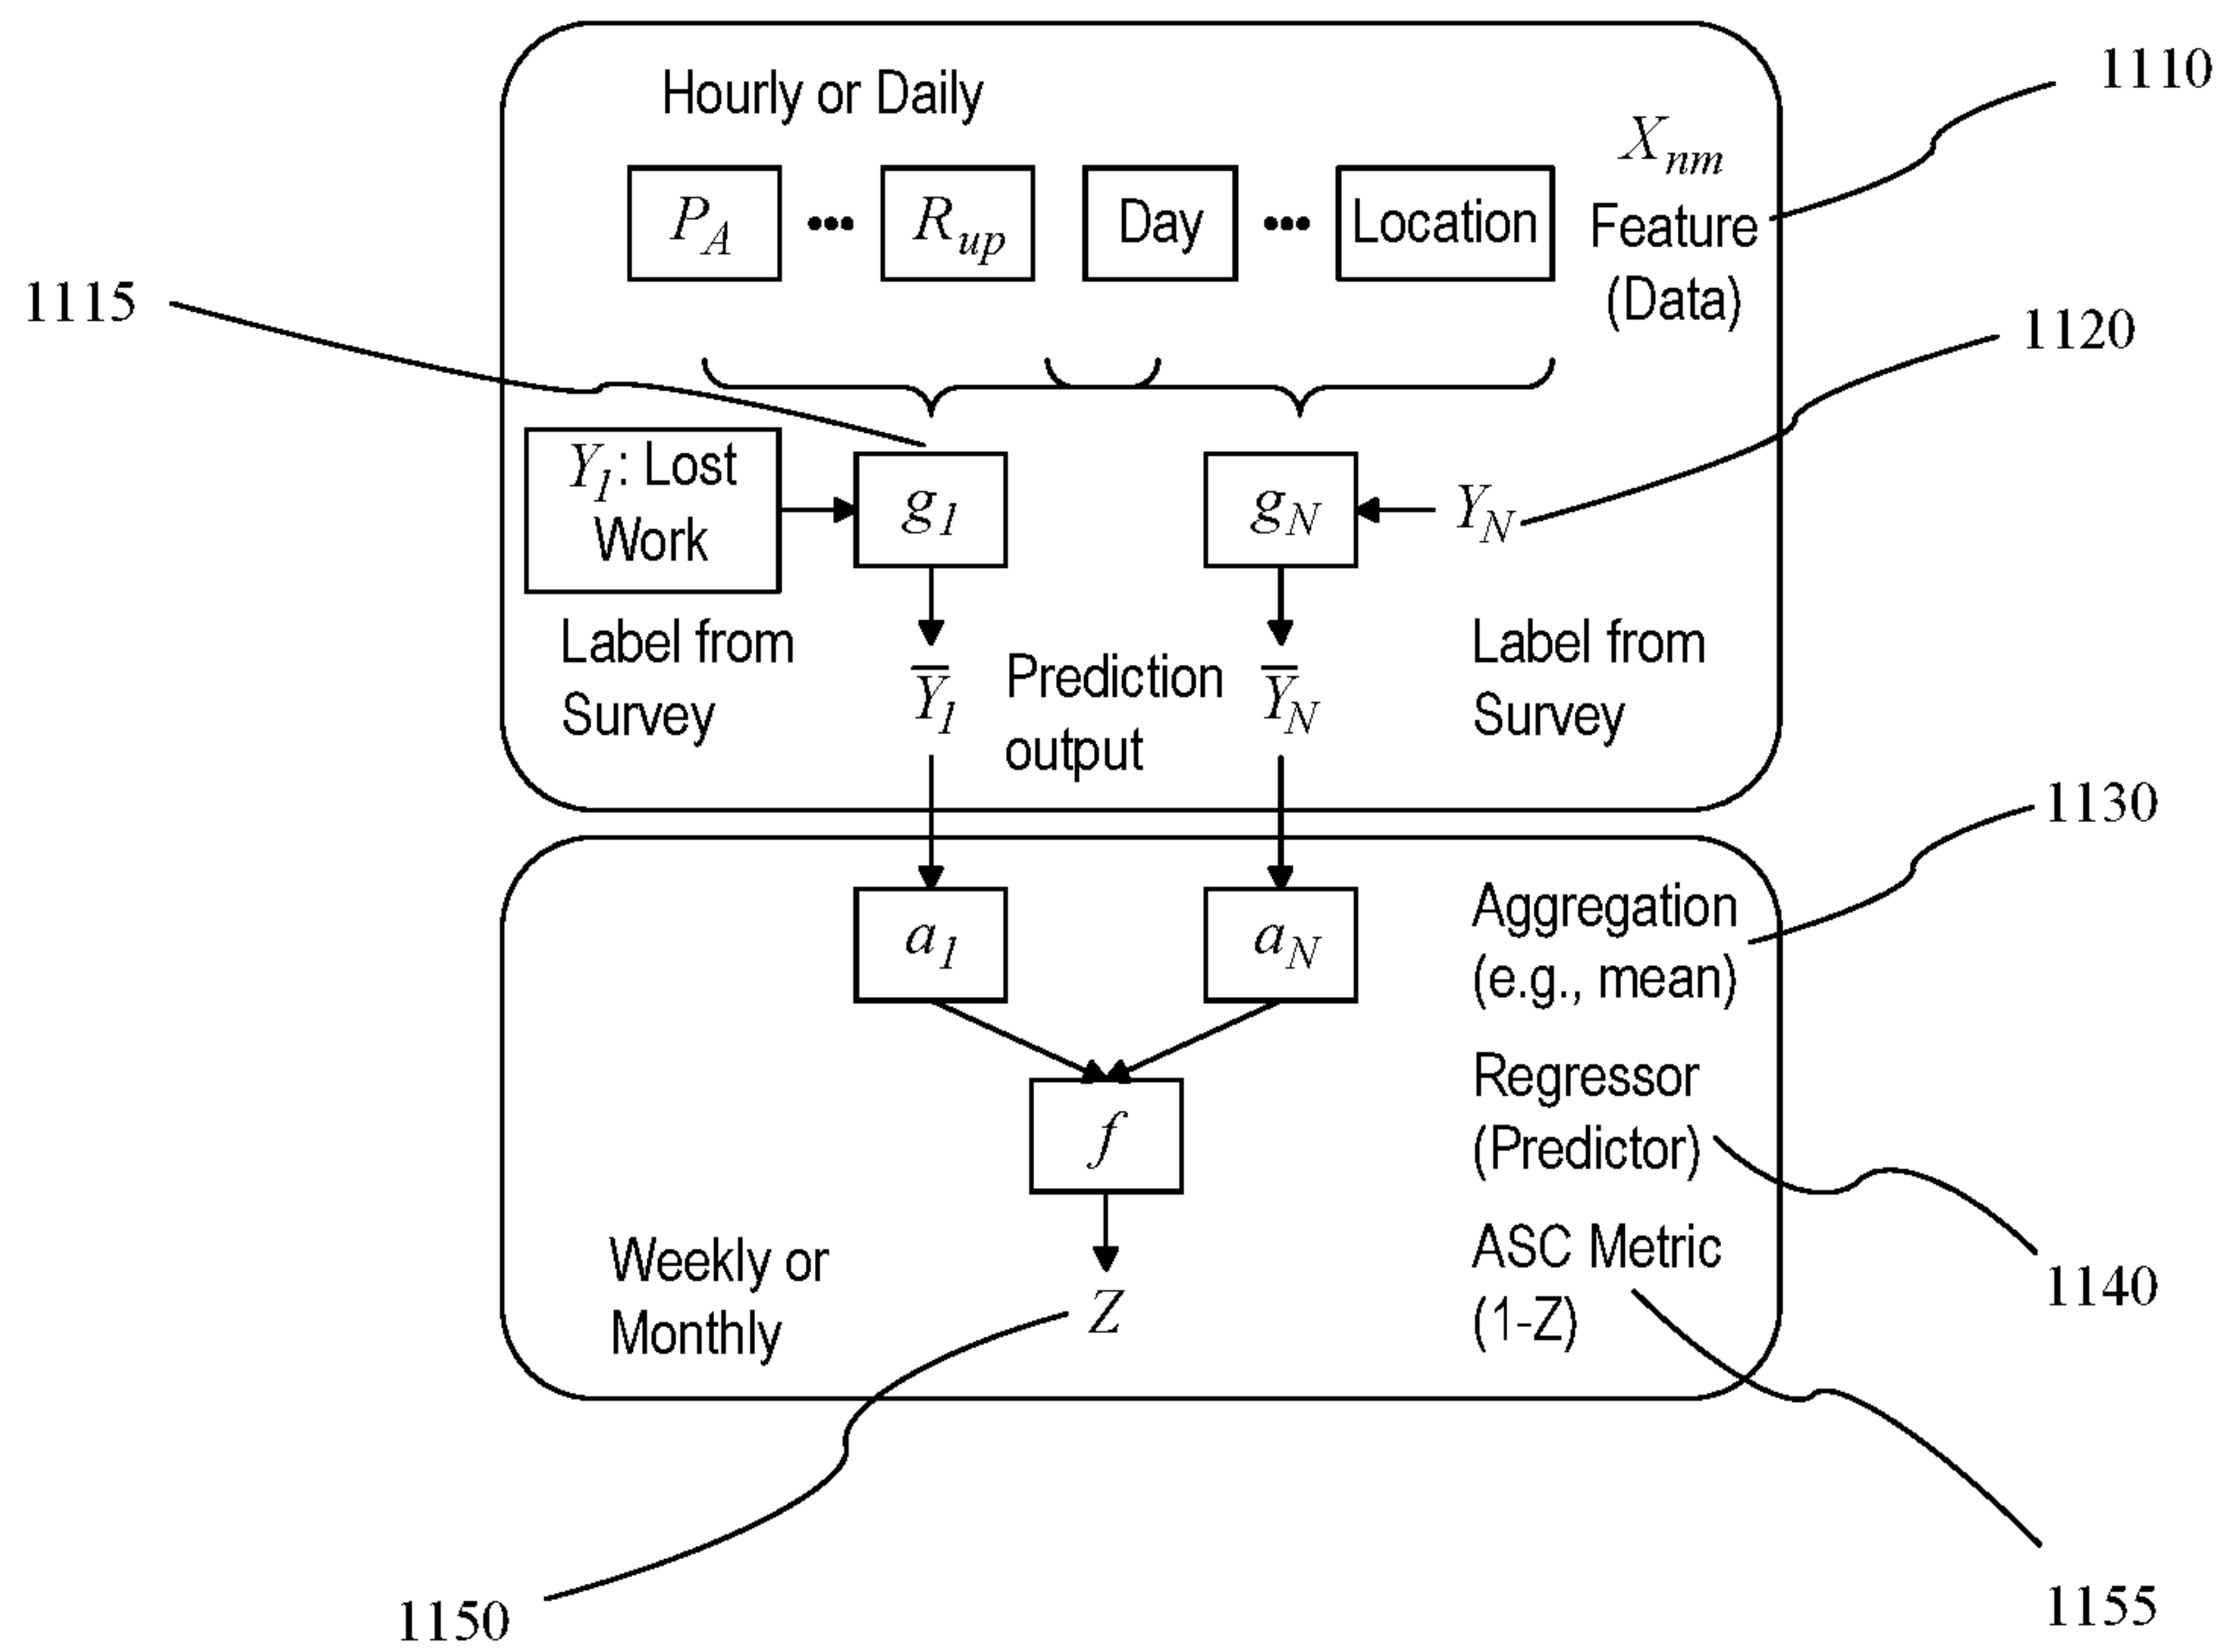 1110
Hourly or Daily
X_nm
P_A ••• R_up Day ••• Location
Feature
(Data)
1115
1120
Y_1: Lost
Work
g_1
g_N
Y_N
Label from
Survey
Y̅_1
Prediction
output
Y̅_N
Label from
Survey
1130
a_1
a_N
Aggregation
(e.g., mean)
f
Regressor
(Predictor)
1140
Weekly or
Monthly
Z
ASC Metric
(1-Z)
1150
1155